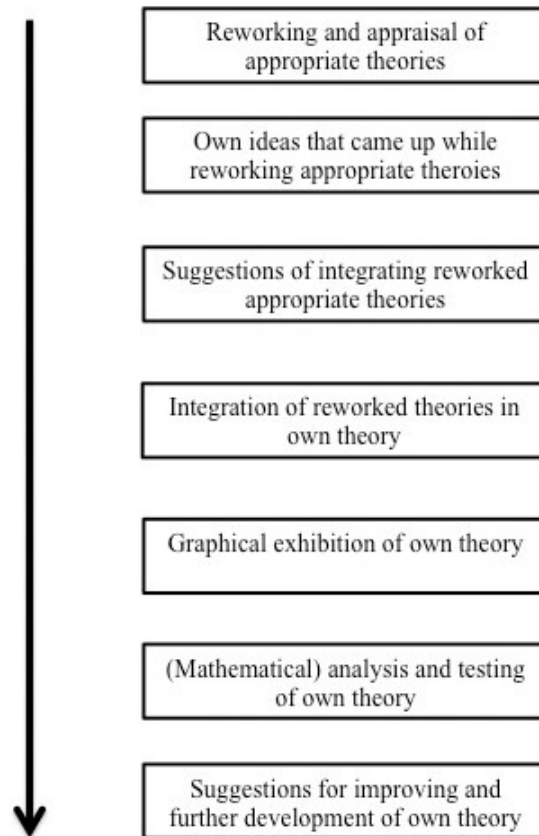 Reworking and appraisal of
appropriate theories
Own ideas that came up while
reworking appropriate theroies
Suggestions of integrating reworked
appropriate theories
Integration of reworked theories in
own theory
Graphical exhibition of own theory
(Mathematical) analysis and testing
of own theory
Suggestions for improving and
further development of own theory